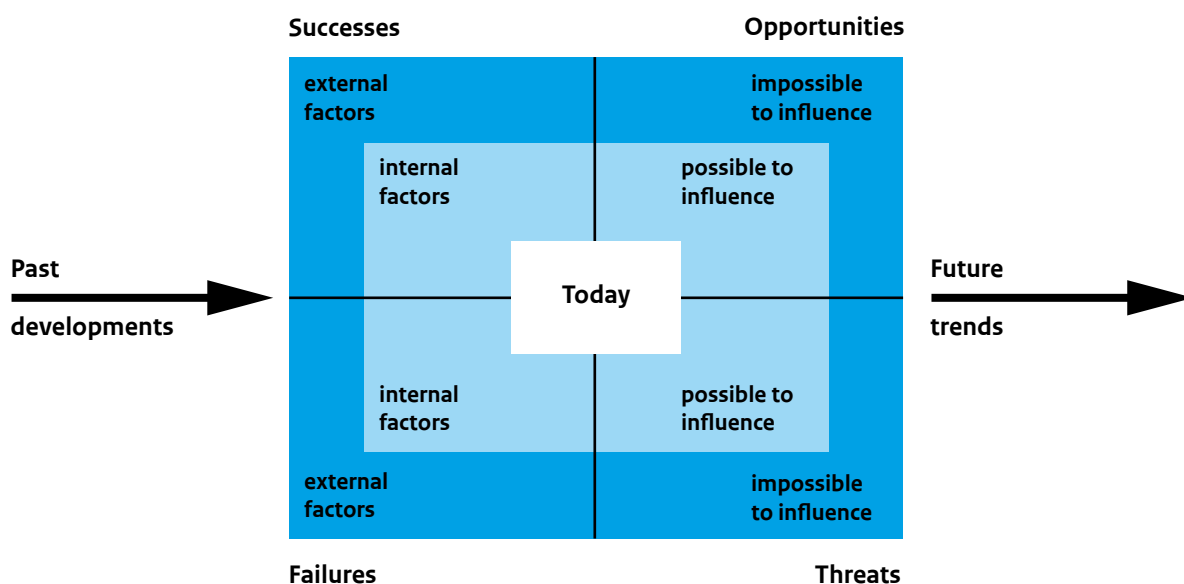 Successes
Opportunities
external
factors
impossible
to influence
internal
factors
possible to
influence
Past
developments
Today
Future
trends
internal
factors
possible to
influence
external
factors
impossible
to influence
Failures
Threats